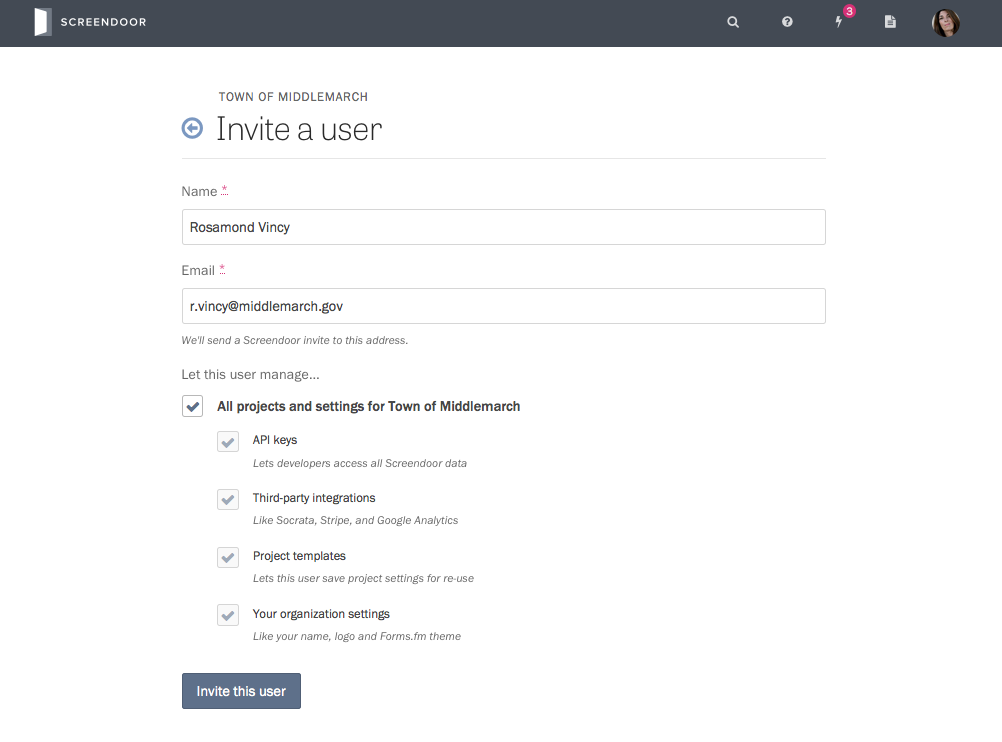 SCREENDOOR
3
TOWN OF MIDDLEMARCH
Invite a user
Name *
Rosamond Vincy
Email *
r.vincy@middlemarch.gov
We'll send a Screendoor invite to this address.
Let this user manage...
All projects and settings for Town of Middlemarch
API keys
Lets developers access all Screendoor data
Third-party integrations
Like Socrata, Stripe, and Google Analytics
Project templates
Lets this user save project settings for re-use
Your organization settings
Like your name, logo and Forms.fm theme
Invite this user